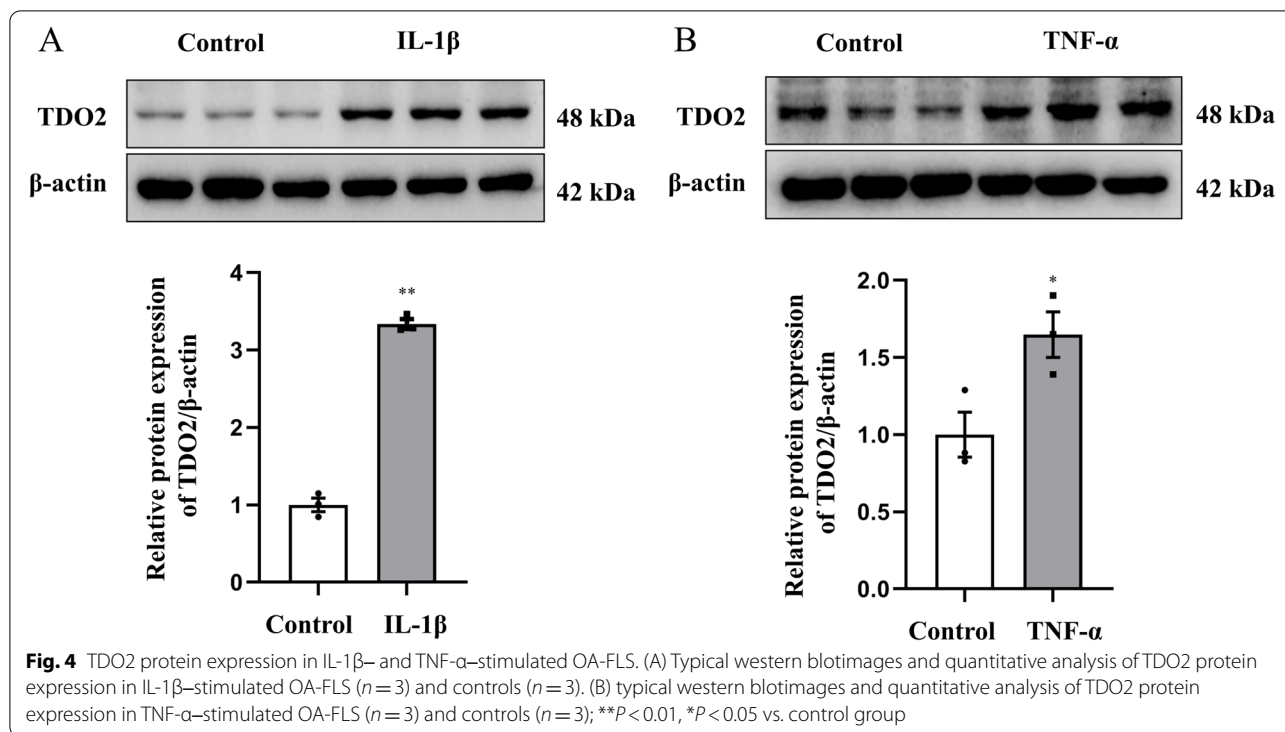 A
Control IL-1β
TDO2 48 kDa
β-actin 42 kDa
Relative protein expression
of TDO2/β-actin
4
3
2
1
0
**
Control IL-1β
B
Control TNF-α
TDO2 48 kDa
β-actin 42 kDa
Relative protein expression
of TDO2/β-actin
2.0
1.5
1.0
0.5
0.0
*
Control TNF-α
Fig. 4 TDO2 protein expression in IL-1β– and TNF-α–stimulated OA-FLS. (A) Typical western blotimages and quantitative analysis of TDO2 protein
expression in IL-1β–stimulated OA-FLS (n = 3) and controls (n = 3). (B) typical western blotimages and quantitative analysis of TDO2 protein
expression in TNF-α–stimulated OA-FLS (n = 3) and controls (n = 3); **P < 0.01, *P < 0.05 vs. control group